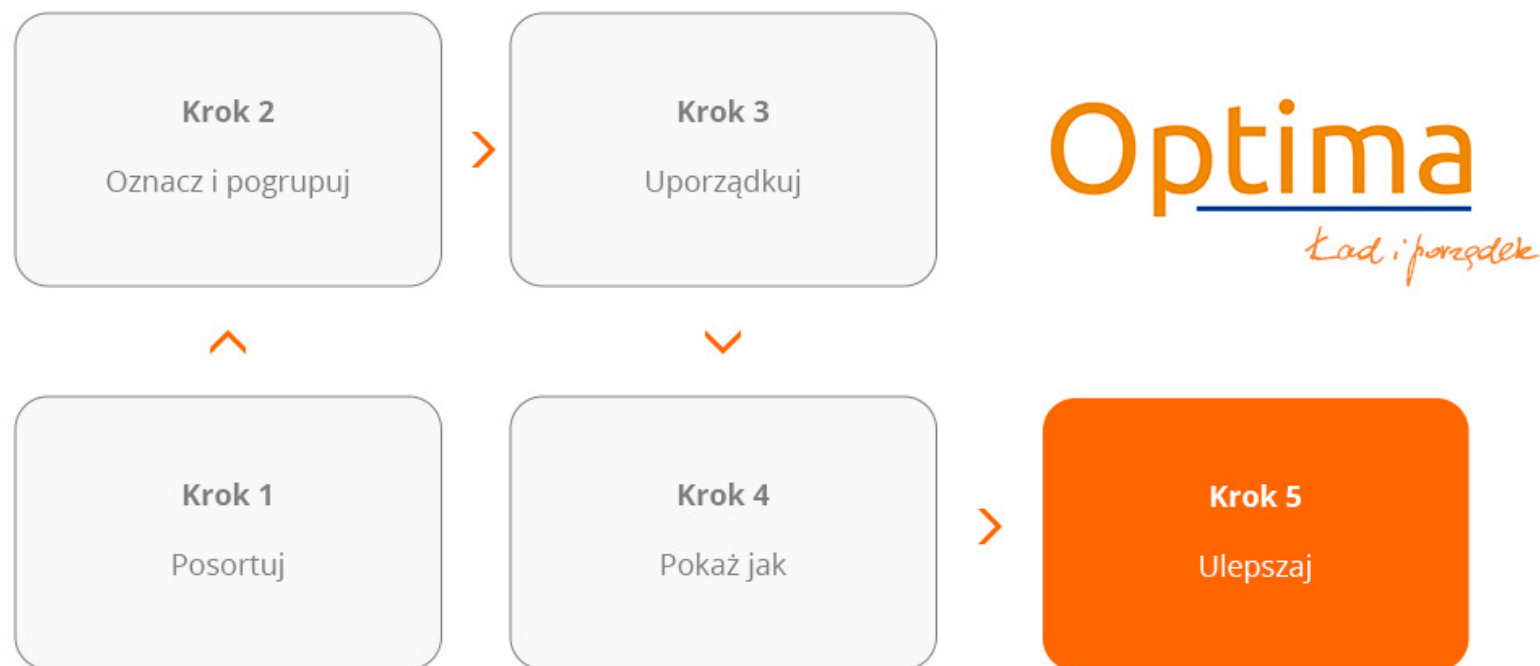 Krok 2
Oznacz i pogrupuj
Krok 3
Uporządkuj
Optima
Ład i porządek
Krok 1
Posortuj
Krok 4
Pokaż jak
Krok 5
Ulepszaj